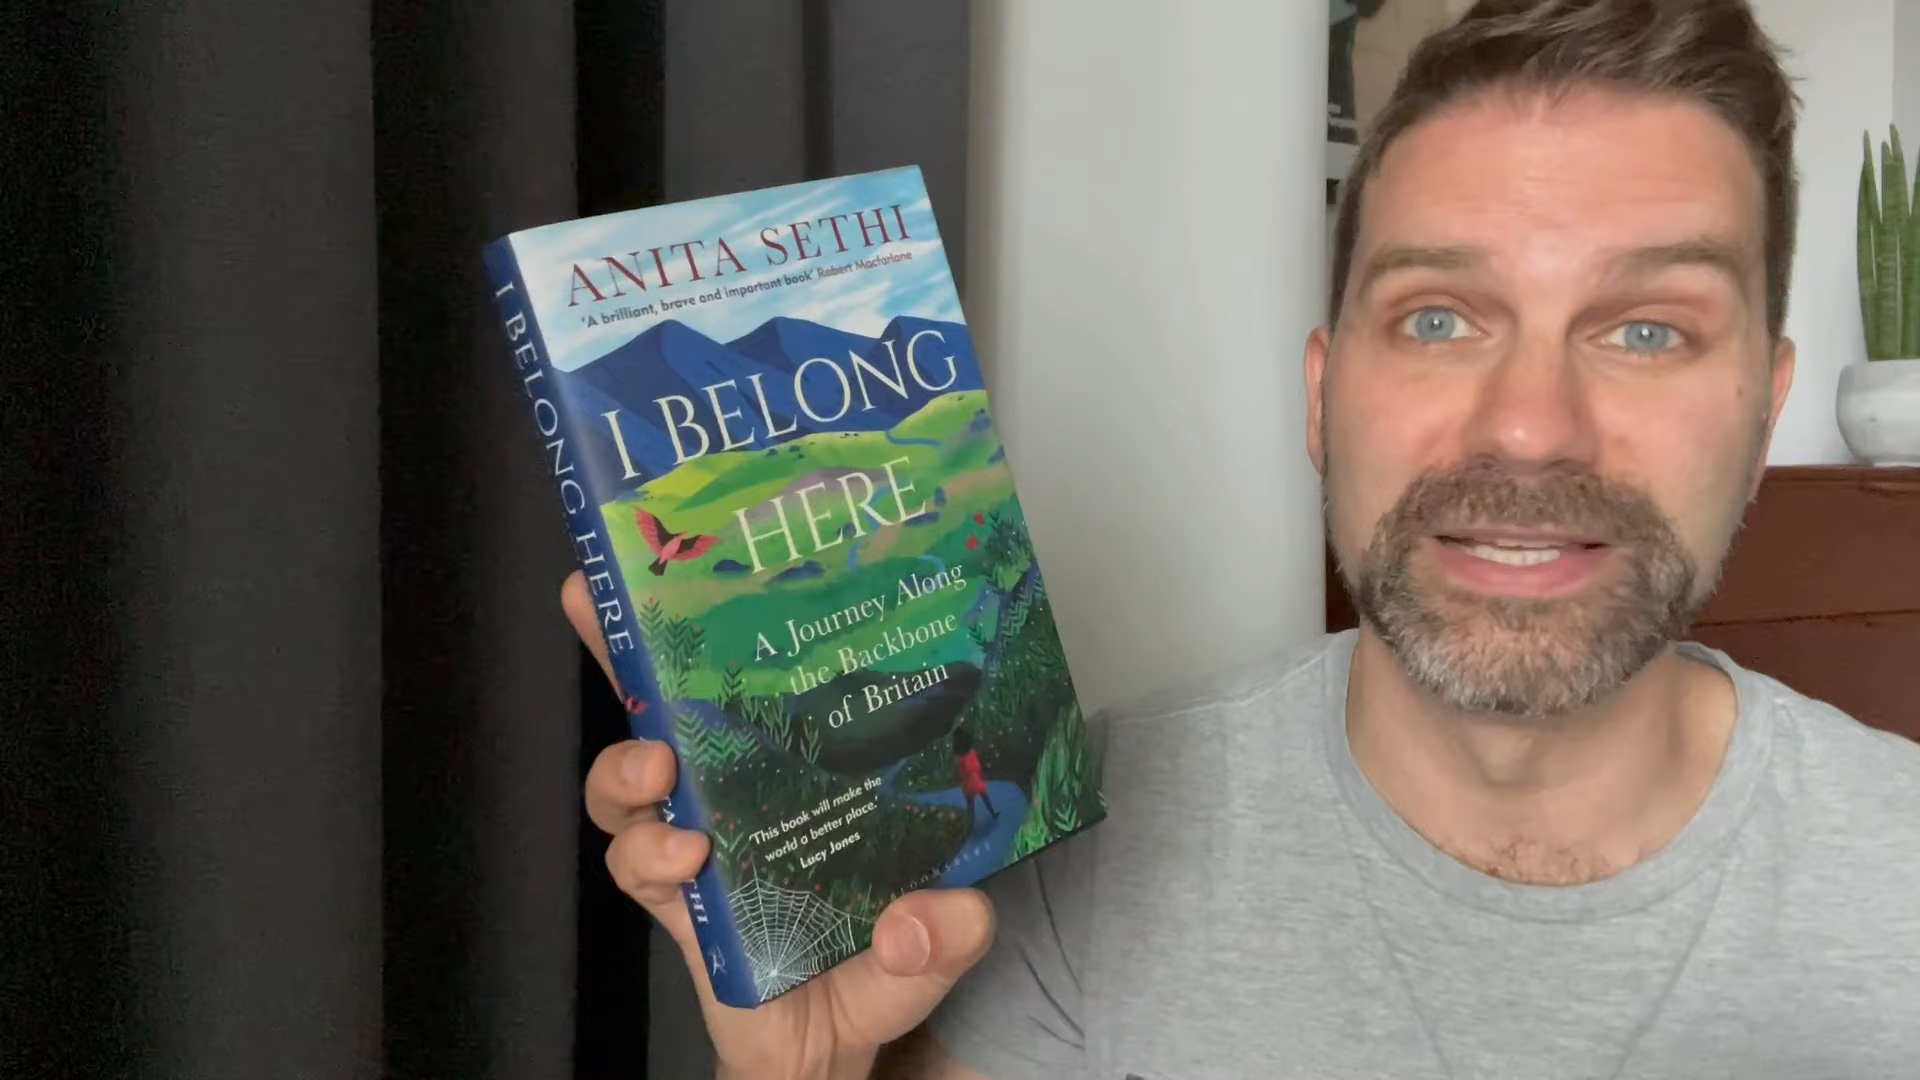 ANITA SETHI
‘A brilliant, brave and important book’ Robert Macfarlane
I BELONG
HERE
A Journey Along
the Backbone
of Britain
‘This book will make the
world a better place.’
Lucy Jones
BLOOMSBURY
I BELONG HERE